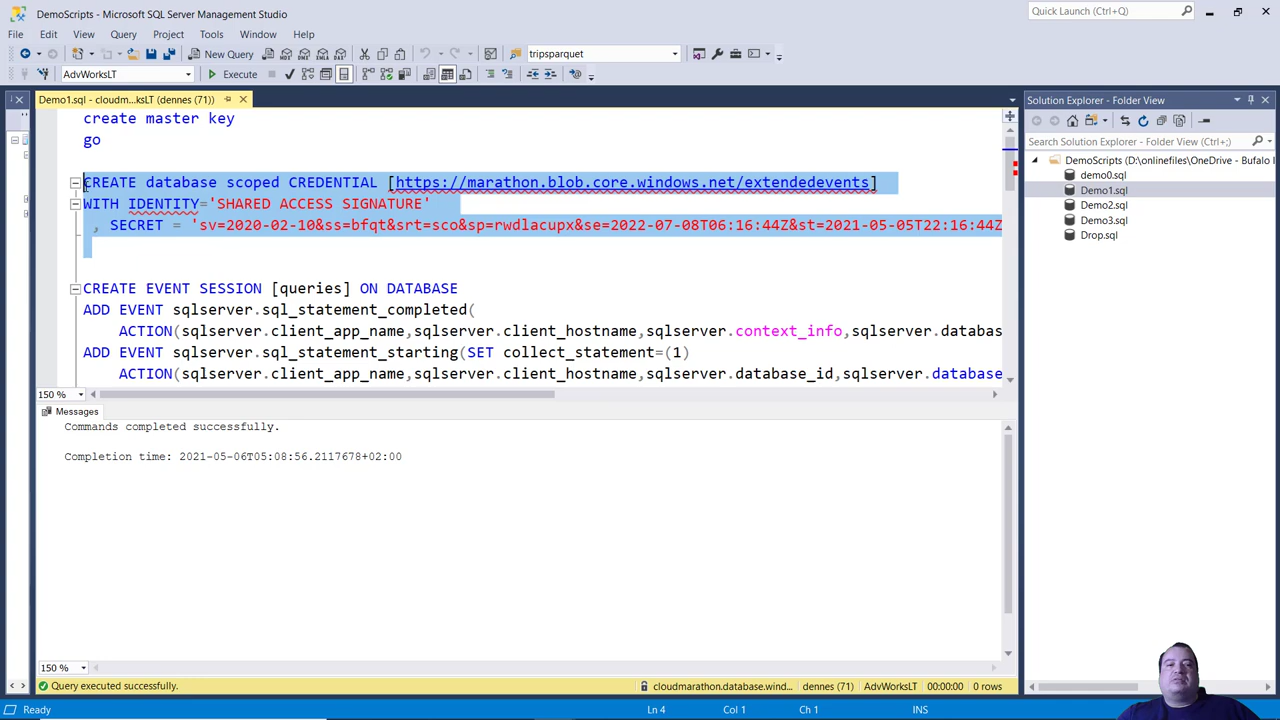 DemoScripts - Microsoft SQL Server Management Studio
Quick Launch (Ctrl+Q)
File Edit View Query Project Tools Window Help
New Query
tripsparquet
AdvWorksLT
Execute
Demo1.sql - cloudm...ksLT (dennes (71))
create master key
go
CREATE database scoped CREDENTIAL [https://marathon.blob.core.windows.net/extendedevents]
WITH IDENTITY='SHARED ACCESS SIGNATURE'
, SECRET = 'sv=2020-02-10&ss=bfqt&srt=sco&sp=rwdlacupx&se=2022-07-08T06:16:44Z&st=2021-05-05T22:16:44Z
CREATE EVENT SESSION [queries] ON DATABASE
ADD EVENT sqlserver.sql_statement_completed(
ACTION(sqlserver.client_app_name,sqlserver.client_hostname,sqlserver.context_info,sqlserver.databas
ADD EVENT sqlserver.sql_statement_starting(SET collect_statement=(1)
ACTION(sqlserver.client_app_name,sqlserver.client_hostname,sqlserver.database_id,sqlserver.database
150 %
Messages
Commands completed successfully.
Completion time: 2021-05-06T05:08:56.2117678+02:00
150 %
Query executed successfully.
cloudmarathon.database.wind... dennes (71) AdvWorksLT 00:00:00 0 rows
Solution Explorer - Folder View
Search Solution Explorer - Folder View (Ctrl+;)
DemoScripts (D:\onlinefiles\OneDrive - Bufalo I
demo0.sql
Demo1.sql
Demo2.sql
Demo3.sql
Drop.sql
Ready
Ln 4 Col 1 Ch 1 INS